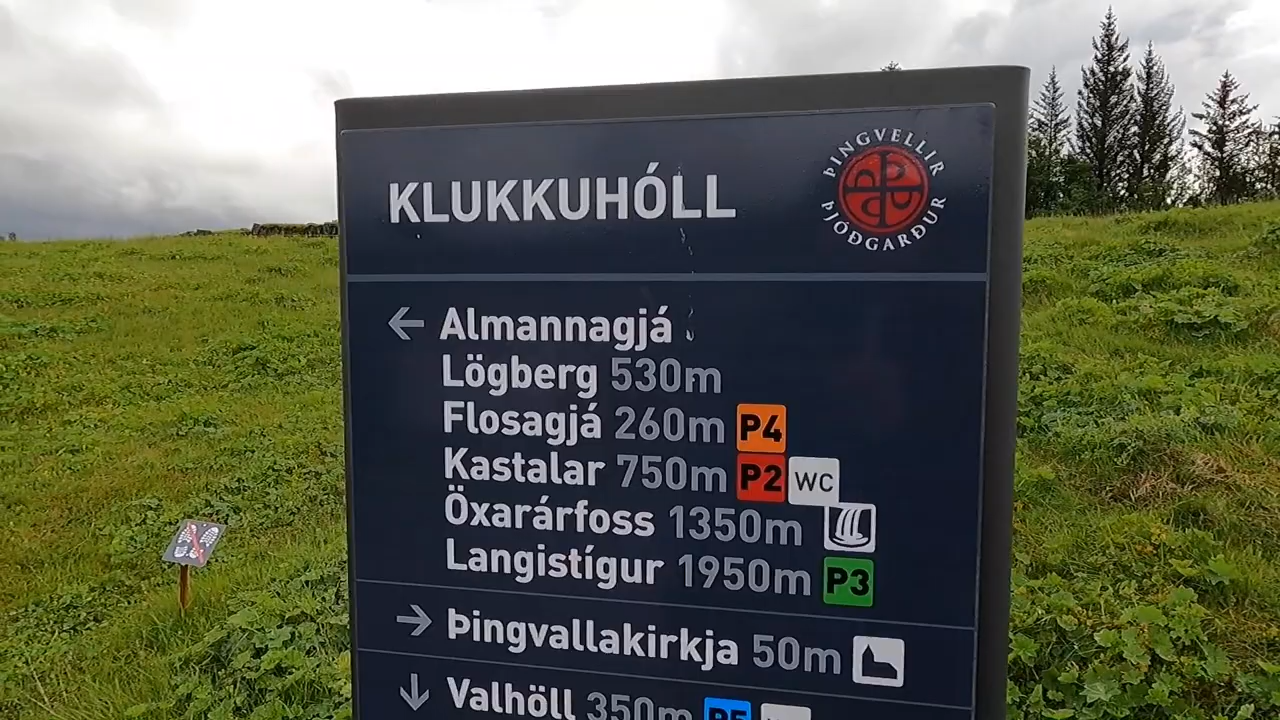 KLUKKUHÓLL
ÞINGVELLIR
ÞJÓÐGARÐUR
← Almannagjá
Lögberg 530m
Flosagjá 260m P4
Kastalar 750m P2 WC
Öxarárfoss 1350m
Langistígur 1950m P3
→ Þingvallakirkja 50m
↓ Valhöll 350m P5